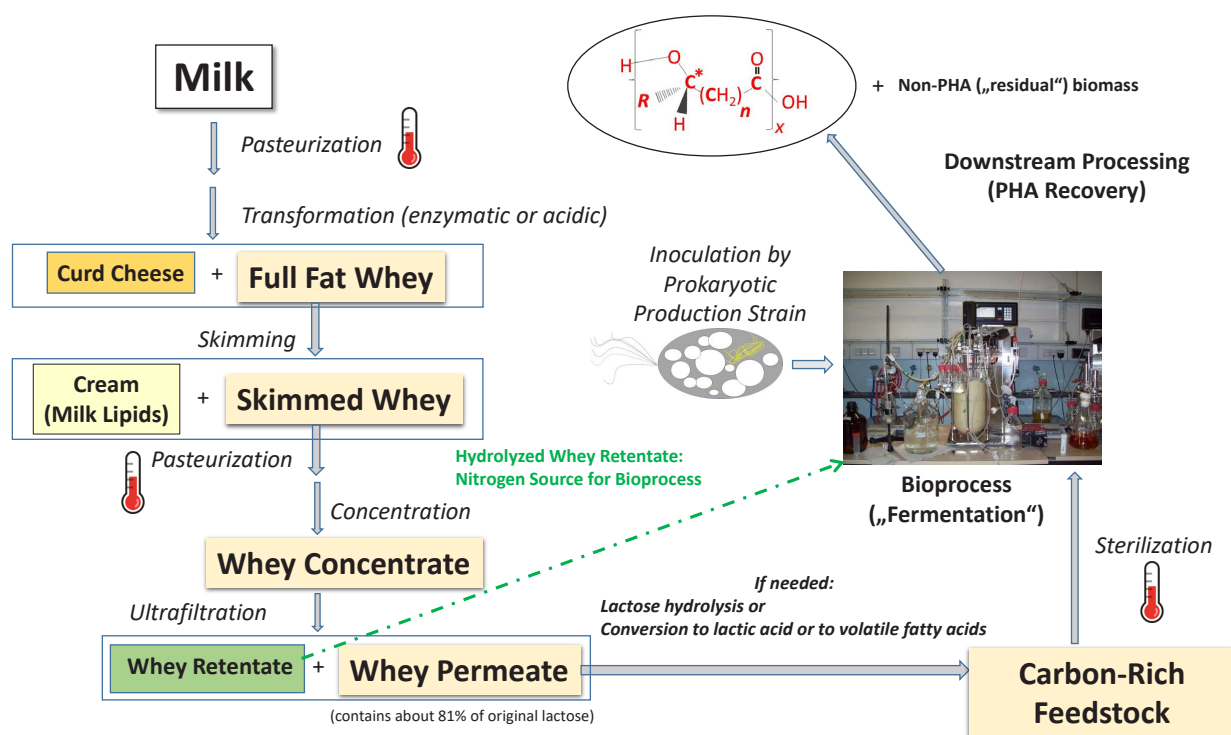 Milk
Pasteurization
Transformation (enzymatic or acidic)
Curd Cheese + Full Fat Whey
Skimming
Cream
(Milk Lipids)
+ Skimmed Whey
Pasteurization
Concentration
Whey Concentrate
Ultrafiltration
Whey Retentate + Whey Permeate
(contains about 81% of original lactose)
Hydrolyzed Whey Retentate:
Nitrogen Source for Bioprocess
If needed:
Lactose hydrolysis or
Conversion to lactic acid or to volatile fatty acids
Carbon-Rich
Feedstock
Sterilization
Inoculation by
Prokaryotic
Production Strain
Bioprocess
(„Fermentation“)
Downstream Processing
(PHA Recovery)
H O C* R H (CH2)n C O OH x
+ Non-PHA („residual“) biomass